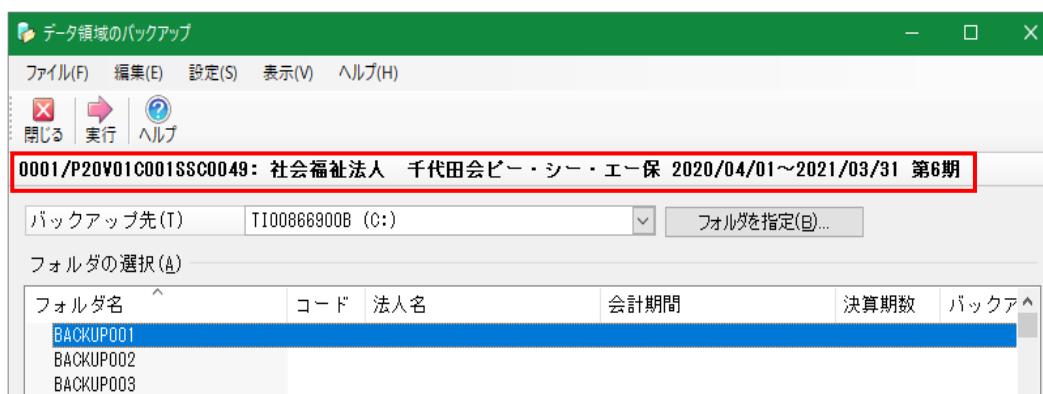 データ領域のバックアップ
ファイル(F) 編集(E) 設定(S) 表示(V) ヘルプ(H)
閉じる 実行 ヘルプ
0001/P20V01C001SSC0049: 社会福祉法人 千代田会ピー・シー・エー保 2020/04/01～2021/03/31 第6期
バックアップ先(T) TI00866900B (C:) フォルダを指定(B)...
フォルダの選択(A)
フォルダ名 コード 法人名 会計期間 決算期数 バックア
BACKUP001
BACKUP002
BACKUP003